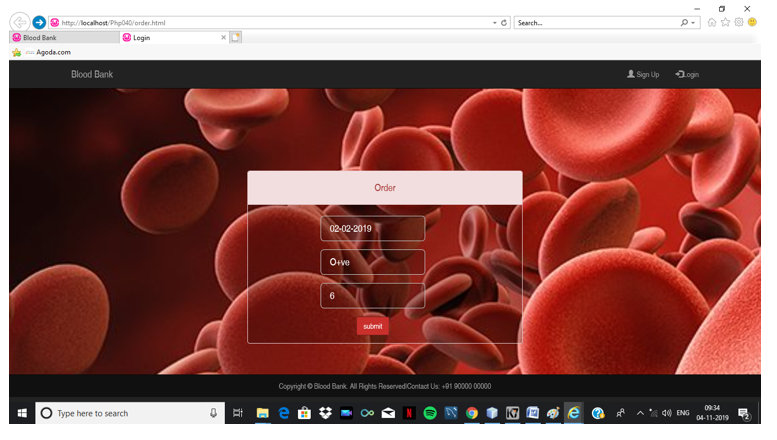 http://localhost/Php040/order.html
Search...
Blood Bank
Login
Agoda.com
Blood Bank
Sign Up
Login
Order
02-02-2019
O+ve
6
submit
Copyright © Blood Bank. All Rights Reserved|Contact Us: +91 90000 00000
Type here to search
ENG
09:34
04-11-2019